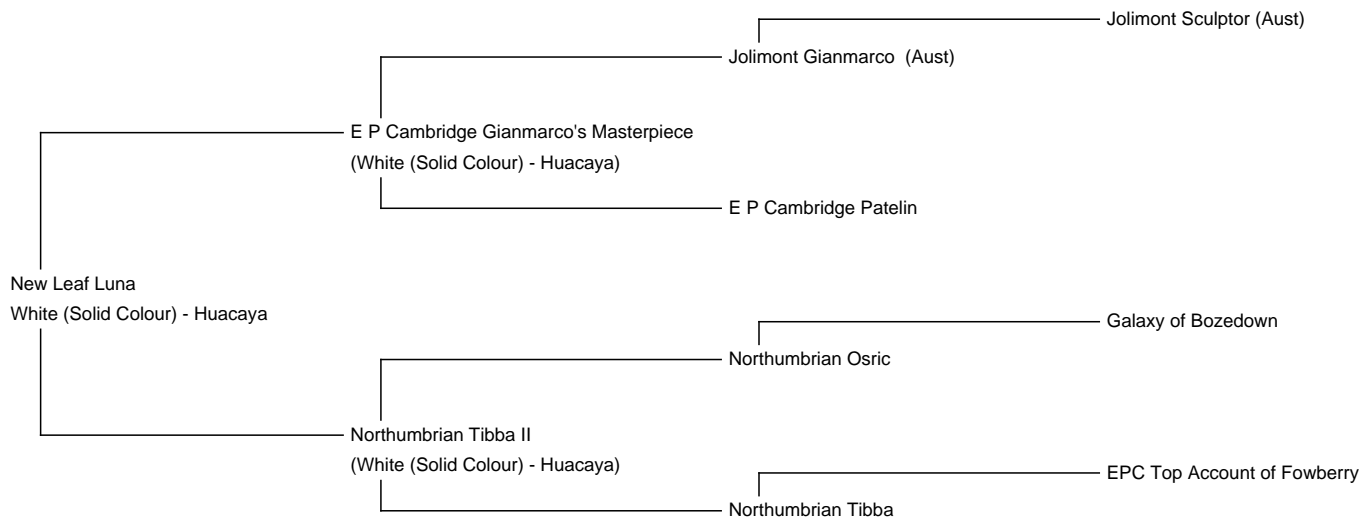 Jolimont Sculptor (Aust)
Jolimont Gianmarco  (Aust)
E P Cambridge Gianmarco's Masterpiece
(White (Solid Colour) - Huacaya)
E P Cambridge Patelin
New Leaf Luna
White (Solid Colour) - Huacaya
Galaxy of Bozedown
Northumbrian Osric
Northumbrian Tibba II
(White (Solid Colour) - Huacaya)
EPC Top Account of Fowberry
Northumbrian Tibba